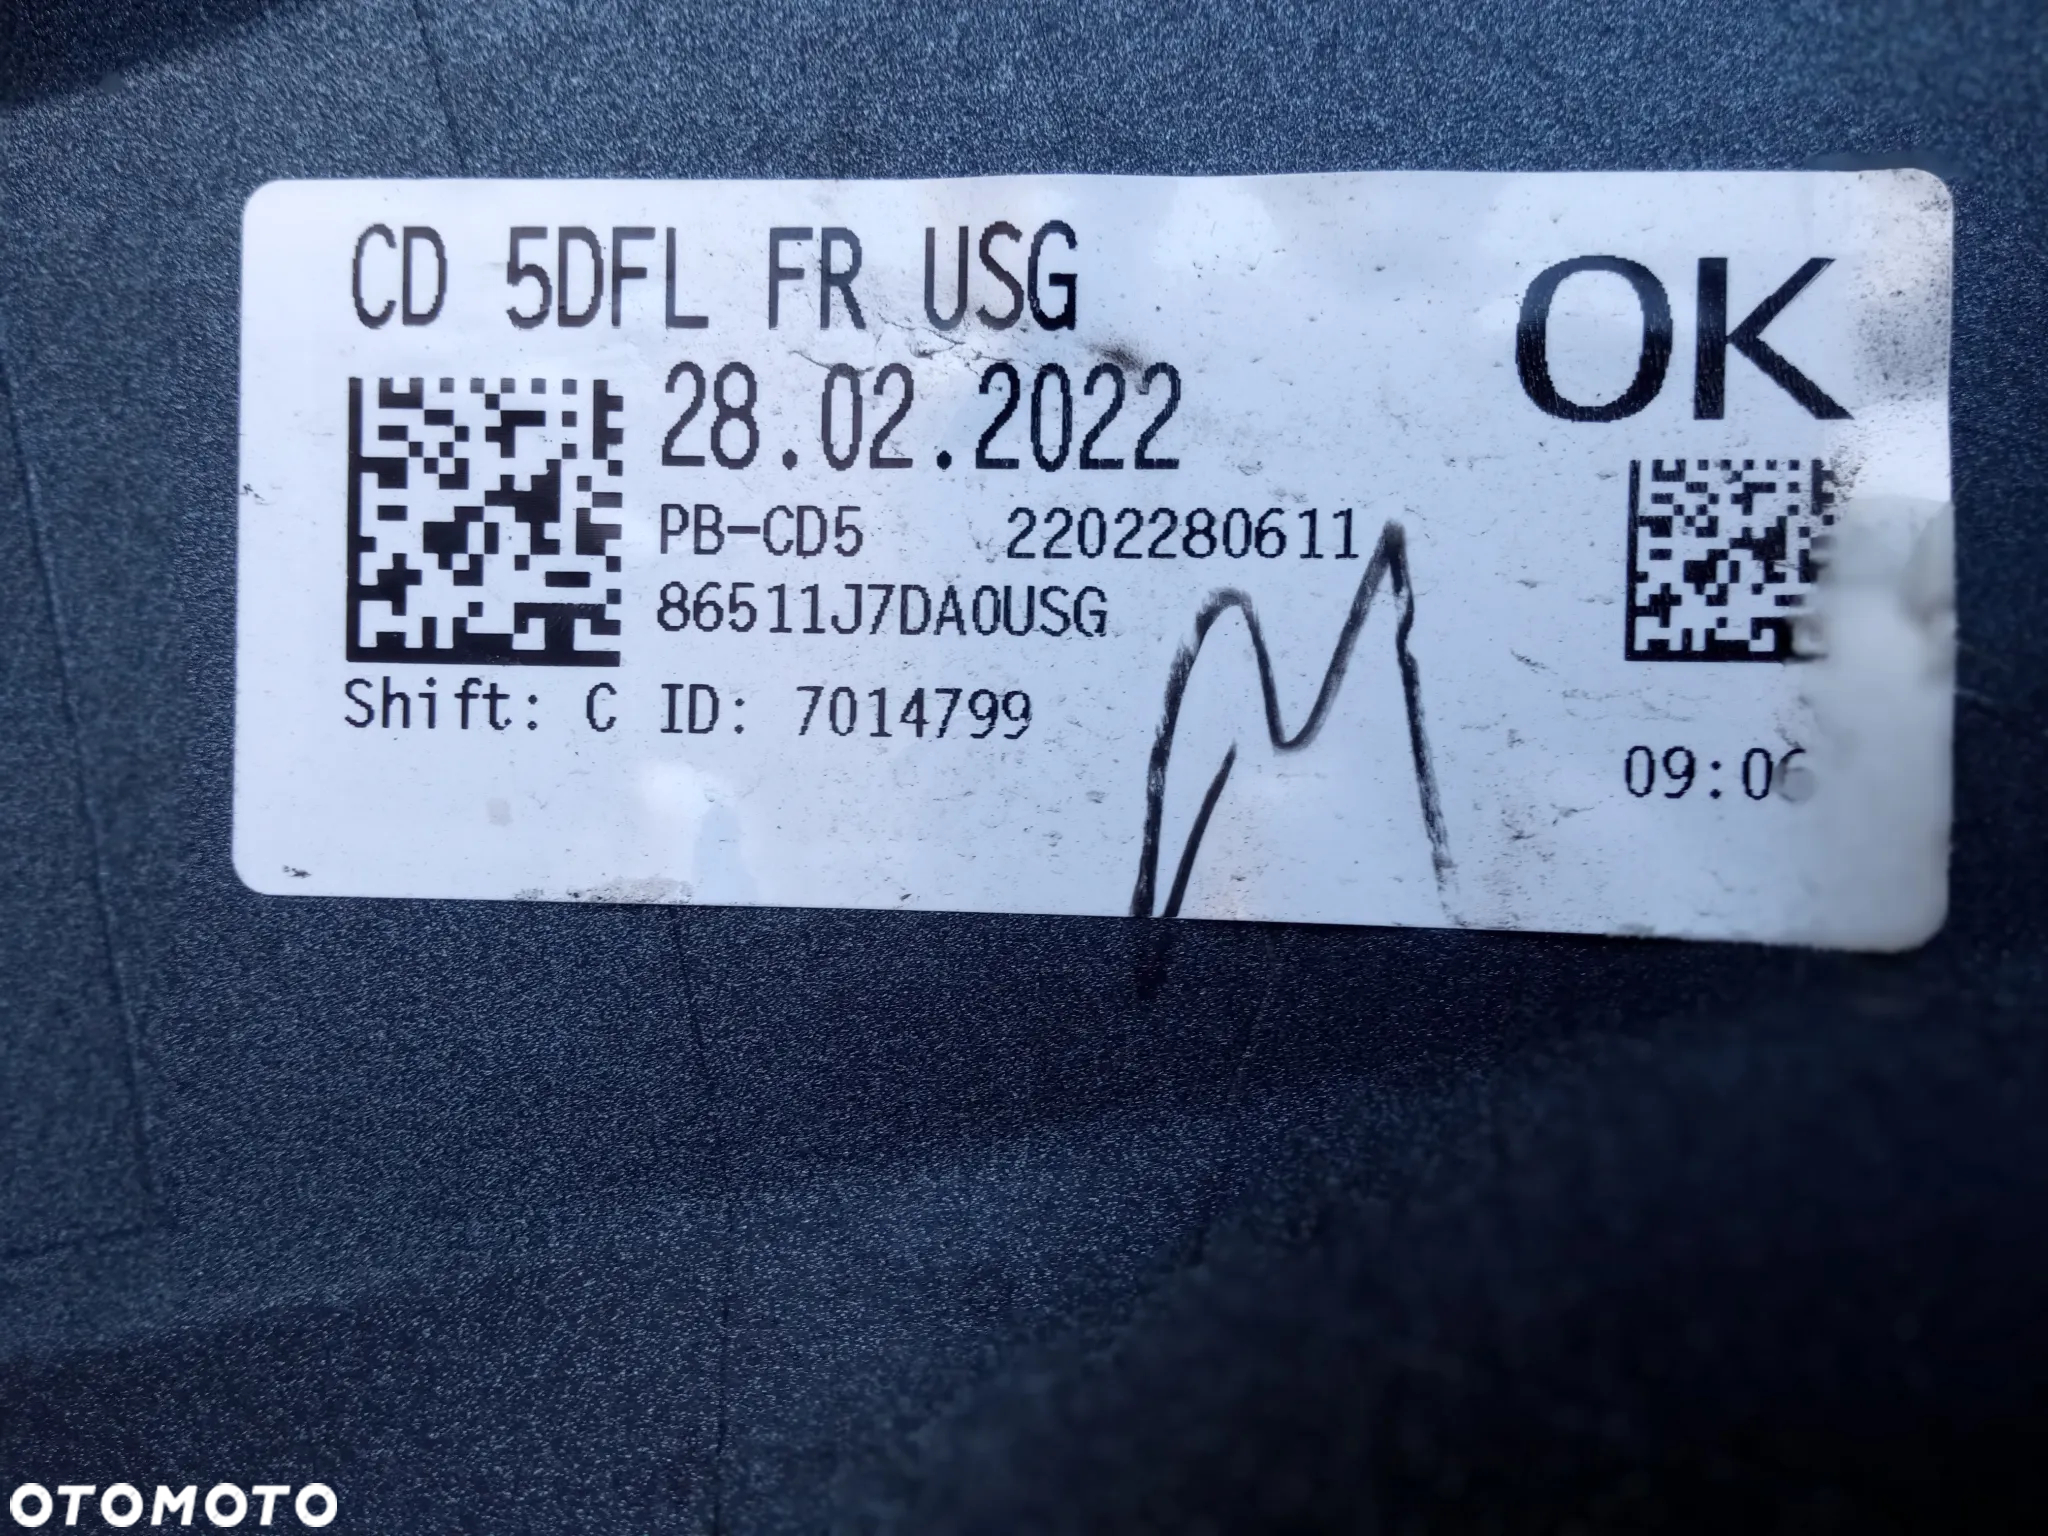 CD 5DFL FR USG
OK
28.02.2022
PB-CD5 2202280611
86511J7DA0USG
Shift: C ID: 7014799
09:06
OTOMOTO